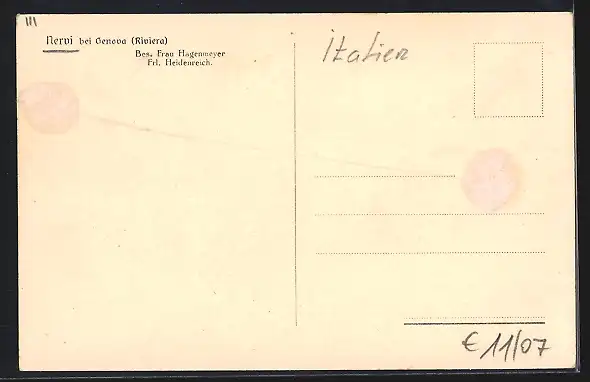 III
Nervi bei Genova (Riviera)
Bes. Frau Hagenmeyer
Frl. Heidenreich.
Italien
€ 11/07